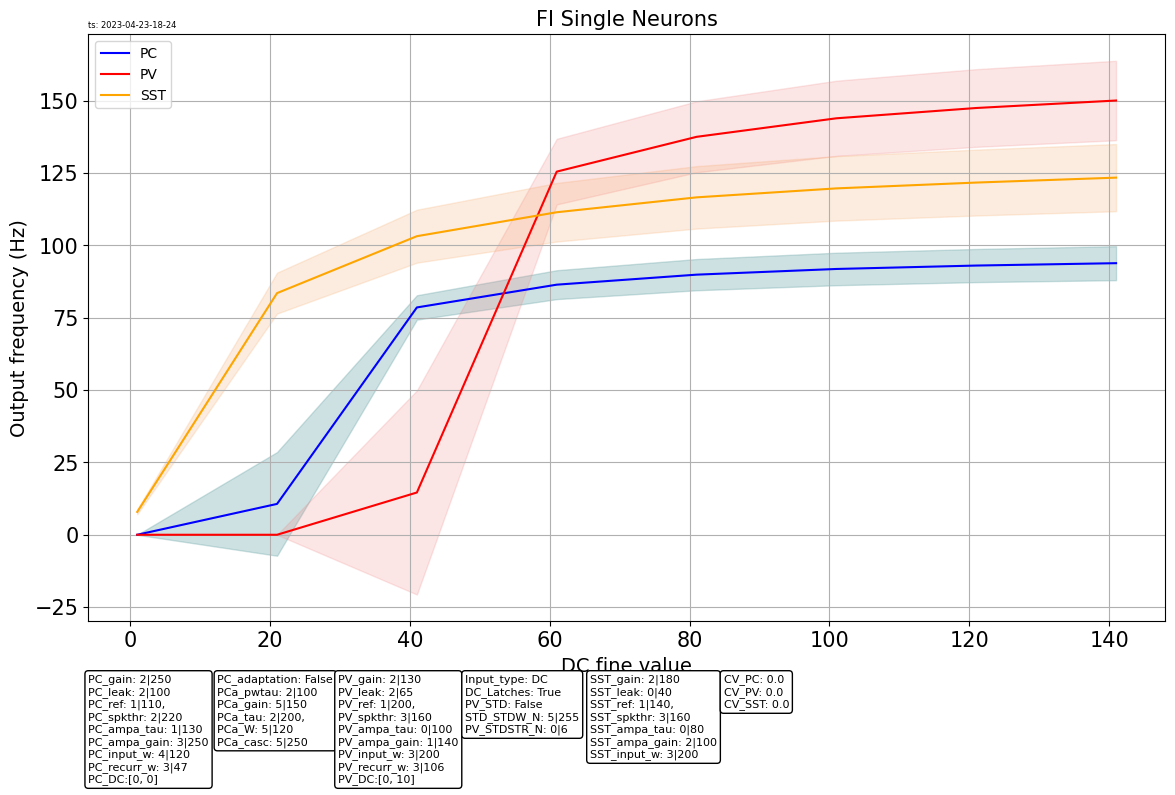 ts: 2023-04-23-18-24
FI Single Neurons
PC
PV
SST
Output frequency (Hz)
150
125
100
75
50
25
0
−25
0 20 40 60 80 100 120 140
DC fine value
PC_gain: 2|250
PC_leak: 2|100
PC_ref: 1|110,
PC_spkthr: 2|220
PC_ampa_tau: 1|130
PC_ampa_gain: 3|250
PC_input_w: 4|120
PC_recurr_w: 3|47
PC_DC:[0, 0]
PC_adaptation: False
PCa_pwtau: 2|100
PCa_gain: 5|150
PCa_tau: 2|200,
PCa_W: 5|120
PCa_casc: 5|250
PV_gain: 2|130
PV_leak: 2|65
PV_ref: 1|200,
PV_spkthr: 3|160
PV_ampa_tau: 0|100
PV_ampa_gain: 1|140
PV_input_w: 3|200
PV_recurr_w: 3|106
PV_DC:[0, 10]
Input_type: DC
DC_Latches: True
PV_STD: False
STD_STDW_N: 5|255
PV_STDSTR_N: 0|6
SST_gain: 2|180
SST_leak: 0|40
SST_ref: 1|140,
SST_spkthr: 3|160
SST_ampa_tau: 0|80
SST_ampa_gain: 2|100
SST_input_w: 3|200
CV_PC: 0.0
CV_PV: 0.0
CV_SST: 0.0